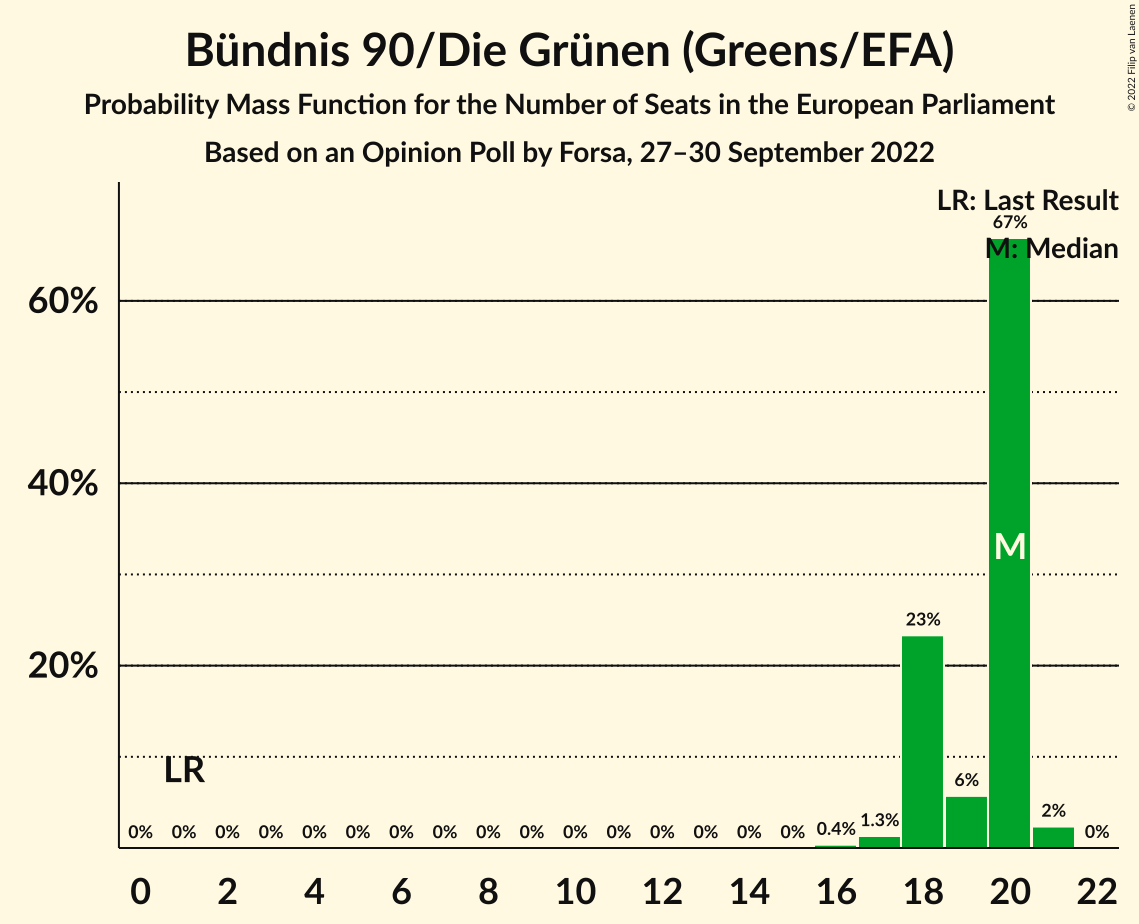 Bündnis 90/Die Grünen (Greens/EFA)
Probability Mass Function for the Number of Seats in the European Parliament
Based on an Opinion Poll by Forsa, 27–30 September 2022
© 2022 Filip van Laenen
LR: Last Result
67%
M: Median
60%
40%
M
23%
20%
LR
6%
2%
0% 0% 0% 0% 0% 0% 0% 0% 0% 0% 0% 0% 0% 0% 0% 0% 0.4% 1.3% 0%
0 2 4 6 8 10 12 14 16 18 20 22